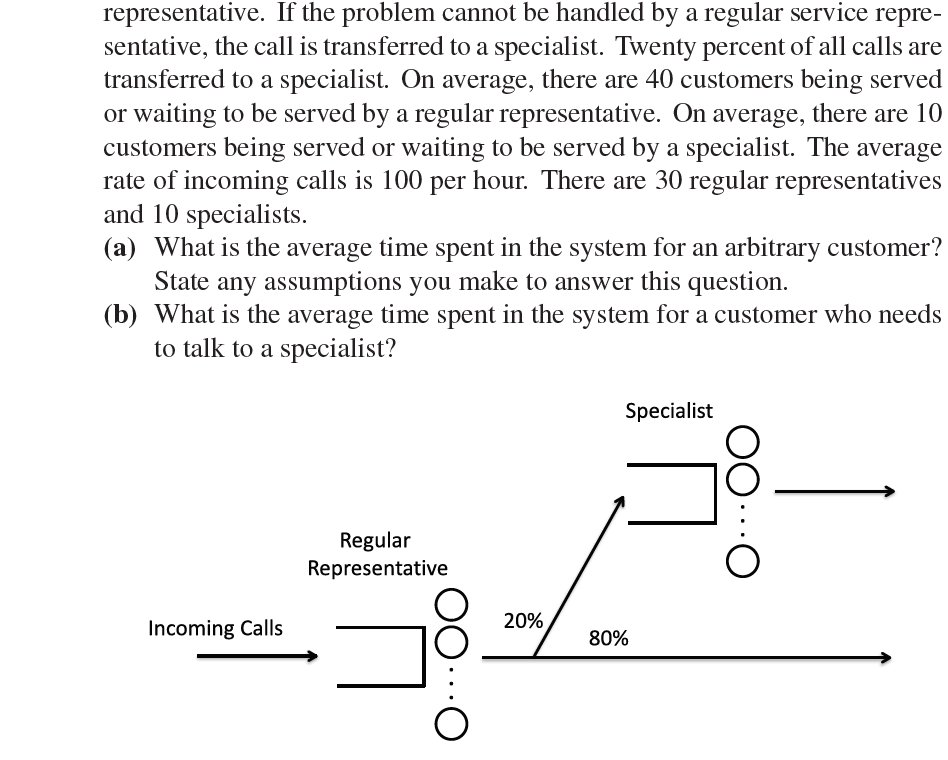 representative. If the problem cannot be handled by a regular service repre-
sentative, the call is transferred to a specialist. Twenty percent of all calls are
transferred to a specialist. On average, there are 40 customers being served
or waiting to be served by a regular representative. On average, there are 10
customers being served or waiting to be served by a specialist. The average
rate of incoming calls is 100 per hour. There are 30 regular representatives
and 10 specialists.
(a) What is the average time spent in the system for an arbitrary customer?
State any assumptions you make to answer this question.
(b) What is the average time spent in the system for a customer who needs
to talk to a specialist?
Specialist
Regular
Representative
Incoming Calls
20%
80%